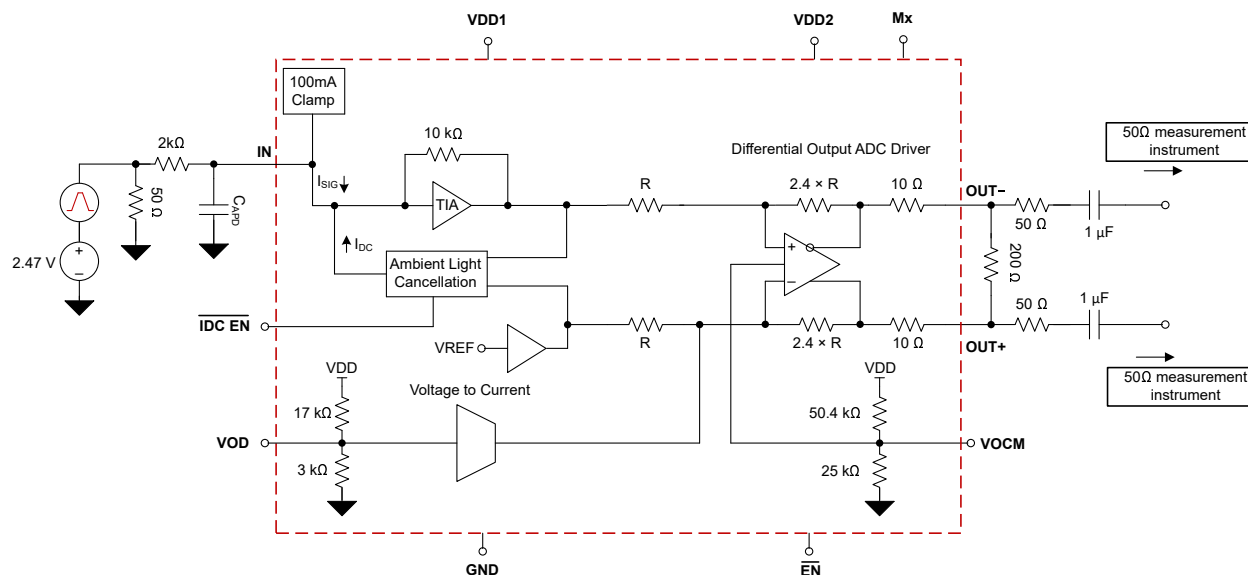 VDD1
VDD2
Mx
100mA
Clamp
10 kΩ
2kΩ
IN
50 Ω
C_APD
I_SIG
TIA
Differential Output ADC Driver
50Ω measurement
instrument
R
2.4 × R
10 Ω
OUT−
50 Ω
1 µF
2.47 V
+
−
I_DC
Ambient Light
Cancellation
+
−
200 Ω
1 µF
50 Ω
IDC EN
VREF
R
2.4 × R
10 Ω
OUT+
50Ω measurement
instrument
VDD
Voltage to Current
VDD
17 kΩ
50.4 kΩ
VOD
VOCM
3 kΩ
25 kΩ
GND
EN